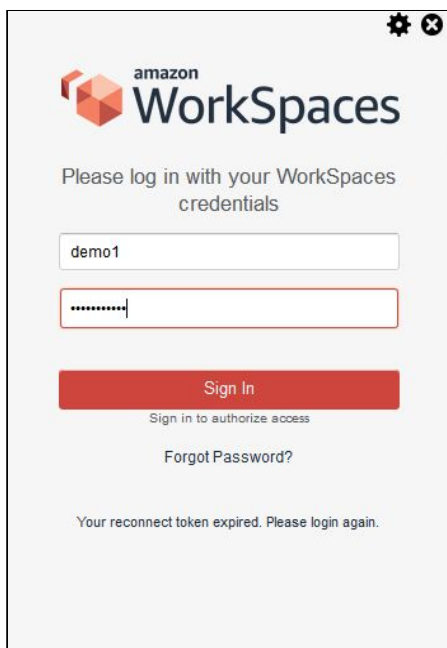 amazon
WorkSpaces
Please log in with your WorkSpaces
credentials
demo1
•••••••••••
Sign In
Sign in to authorize access
Forgot Password?
Your reconnect token expired. Please login again.